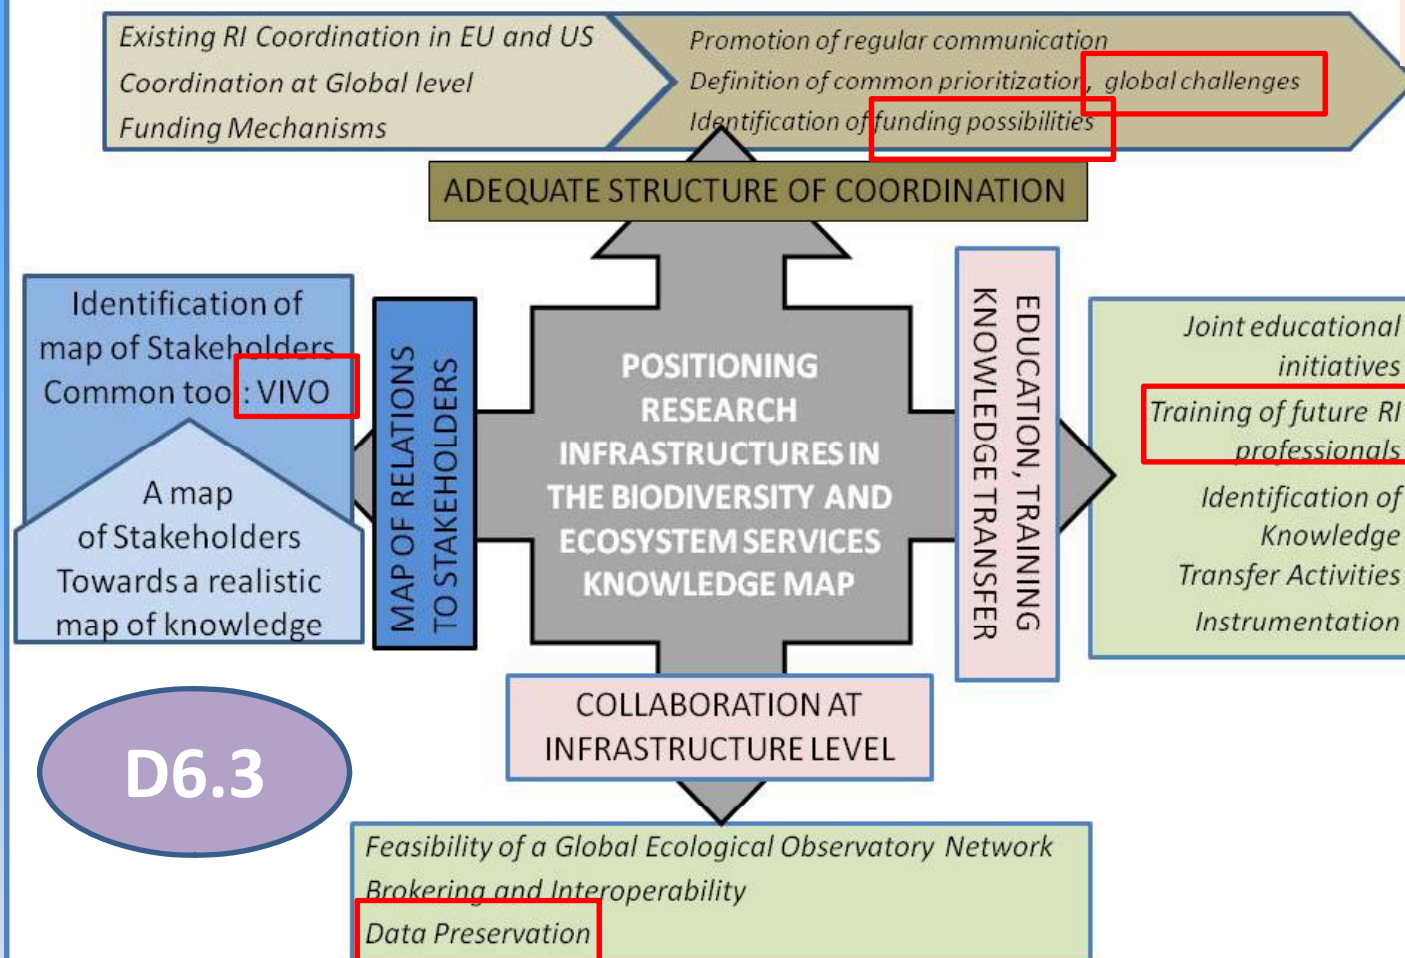 Existing RI Coordination in EU and US
Coordination at Global level
Funding Mechanisms
Promotion of regular communication
Definition of common prioritization, global challenges
Identification of funding possibilities
ADEQUATE STRUCTURE OF COORDINATION
Identification of
map of Stakeholders
Common tool: VIVO
A map
of Stakeholders
Towards a realistic
map of knowledge
MAP OF RELATIONS
TO STAKEHOLDERS
POSITIONING
RESEARCH
INFRASTRUCTURES IN
THE BIODIVERSITY AND
ECOSYSTEM SERVICES
KNOWLEDGE MAP
EDUCATION, TRAINING
KNOWLEDGE TRANSFER
Joint educational
initiatives
Training of future RI
professionals
Identification of
Knowledge
Transfer Activities
Instrumentation
COLLABORATION AT
INFRASTRUCTURE LEVEL
D6.3
Feasibility of a Global Ecological Observatory Network
Brokering and Interoperability
Data Preservation